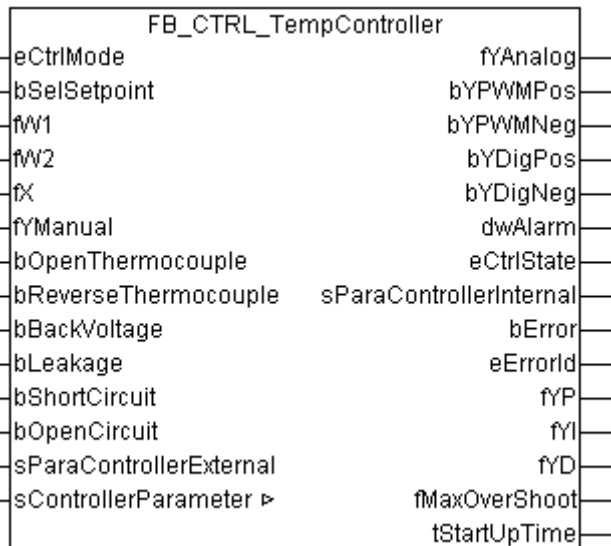 FB_CTRL_TempController
eCtrlMode fYAnalog
bSelSetpoint bYPWMPos
fW1 bYPWMNeg
fW2 bYDigPos
fX bYDigNeg
fYManual dwAlarm
bOpenThermocouple eCtrlState
bReverseThermocouple sParaControllerInternal
bBackVoltage bError
bLeakage eErrorId
bShortCircuit fYP
bOpenCircuit fYI
sParaControllerExternal fYD
sControllerParameter ▷ fMaxOverShoot
tStartUpTime